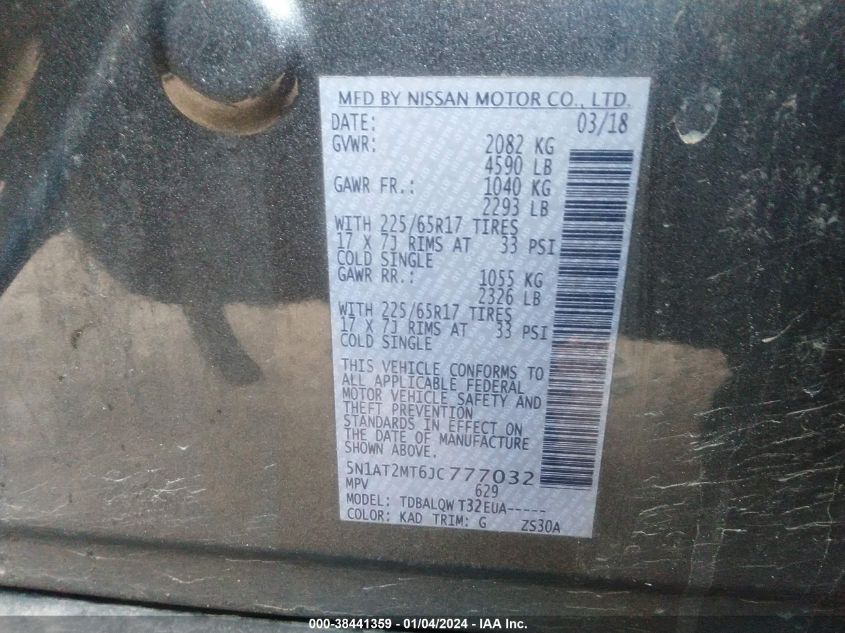 MFD BY NISSAN MOTOR CO., LTD.
DATE: 03/18
GVWR: 2082 KG
4590 LB
GAWR FR.: 1040 KG
2293 LB
WITH 225/65R17 TIRES
17 X 7J RIMS AT 33 PSI
COLD SINGLE
GAWR RR.: 1055 KG
2326 LB
WITH 225/65R17 TIRES
17 X 7J RIMS AT 33 PSI
COLD SINGLE
THIS VEHICLE CONFORMS TO
ALL APPLICABLE FEDERAL
MOTOR VEHICLE SAFETY AND
THEFT PREVENTION
STANDARDS IN EFFECT ON
THE DATE OF MANUFACTURE
SHOWN ABOVE.
5N1AT2MT6JC777032
MPV 629
MODEL: TDBALQW T32EUA-----
COLOR: KAD TRIM: G ZS30A
000-38441359 - 01/04/2024 - IAA Inc.